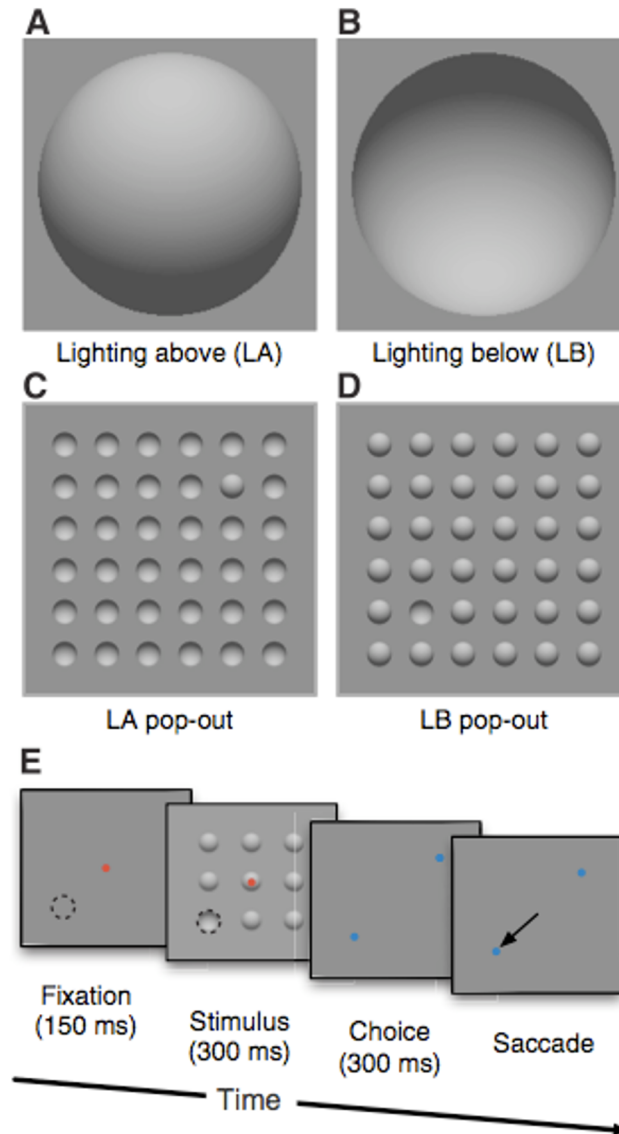 A
B
Lighting above (LA)
Lighting below (LB)
C
D
LA pop-out
LB pop-out
E
Fixation
(150 ms)
Stimulus
(300 ms)
Choice
(300 ms)
Saccade
Time